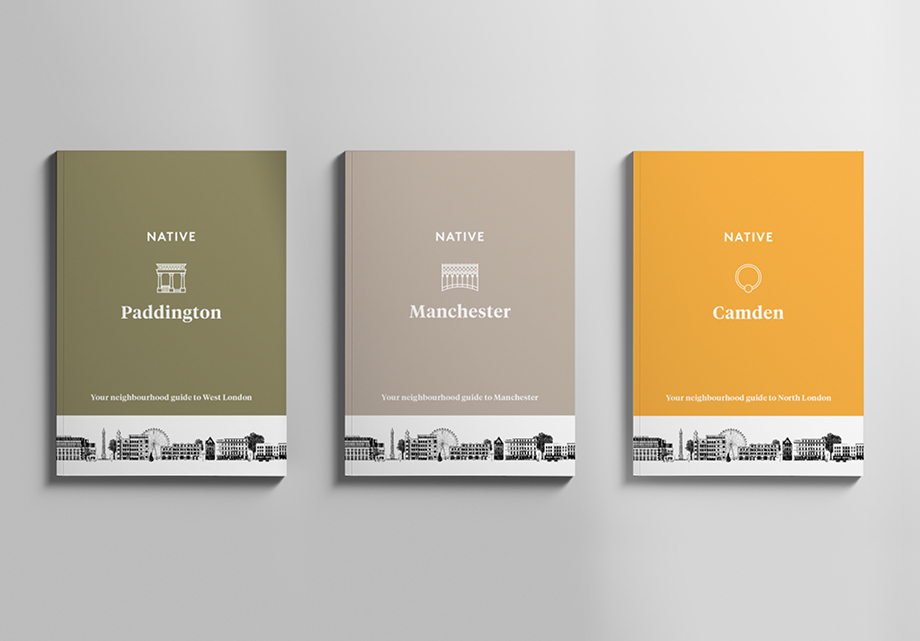 NATIVE
Paddington
Your neighbourhood guide to West London
NATIVE
Manchester
Your neighbourhood guide to Manchester
NATIVE
Camden
Your neighbourhood guide to North London